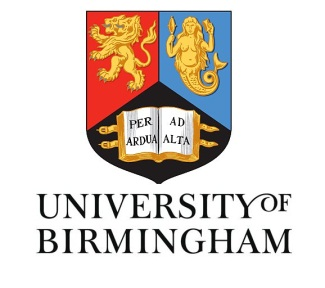 PER AD
ARDUA ALTA
UNIVERSITY OF
BIRMINGHAM